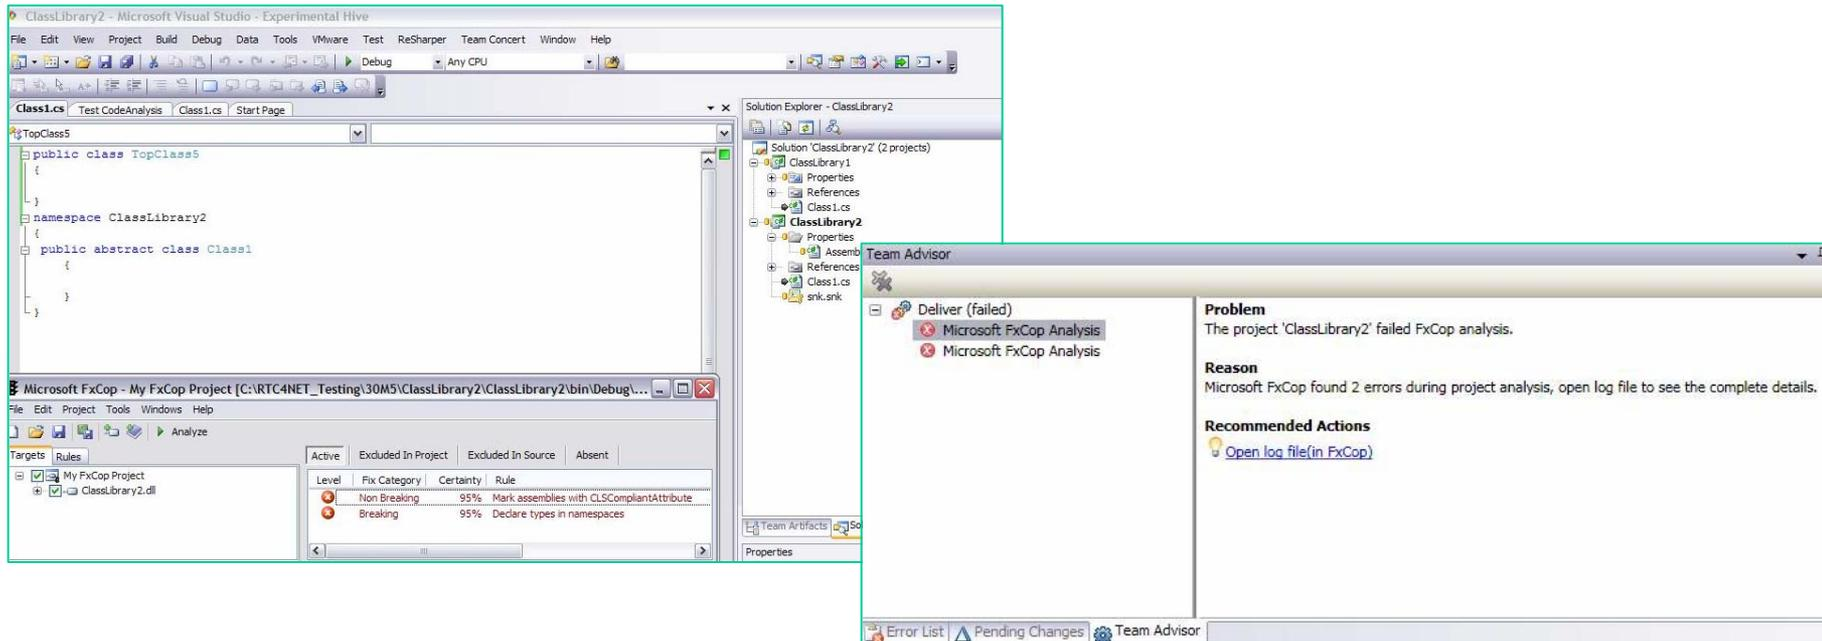 ClassLibrary2 - Microsoft Visual Studio - Experimental Hive
File Edit View Project Build Debug Data Tools VMware Test ReSharper Team Concert Window Help
Debug Any CPU
Class1.cs Test CodeAnalysis Class1.cs Start Page
TopClass5
public class TopClass5
{
}
namespace ClassLibrary2
{
public abstract class Class1
{
}
}
Solution Explorer - ClassLibrary2
Solution 'ClassLibrary2' (2 projects)
ClassLibrary1
Properties
References
Class1.cs
ClassLibrary2
Properties
Assemb
References
Class1.cs
snk.snk
Team Artifacts So
Properties
Microsoft FxCop - My FxCop Project [C:\RTC4NET_Testing\30M5\ClassLibrary2\ClassLibrary2\bin\Debug\...
File Edit Project Tools Windows Help
Analyze
Targets Rules
My FxCop Project
ClassLibrary2.dll
Active Excluded In Project Excluded In Source Absent
Level Fix Category Certainty Rule
Non Breaking 95% Mark assemblies with CLSCompliantAttribute
Breaking 95% Declare types in namespaces
Team Advisor
Deliver (failed)
Microsoft FxCop Analysis
Microsoft FxCop Analysis
Problem
The project 'ClassLibrary2' failed FxCop analysis.
Reason
Microsoft FxCop found 2 errors during project analysis, open log file to see the complete details.
Recommended Actions
Open log file(in FxCop)
Error List Pending Changes Team Advisor